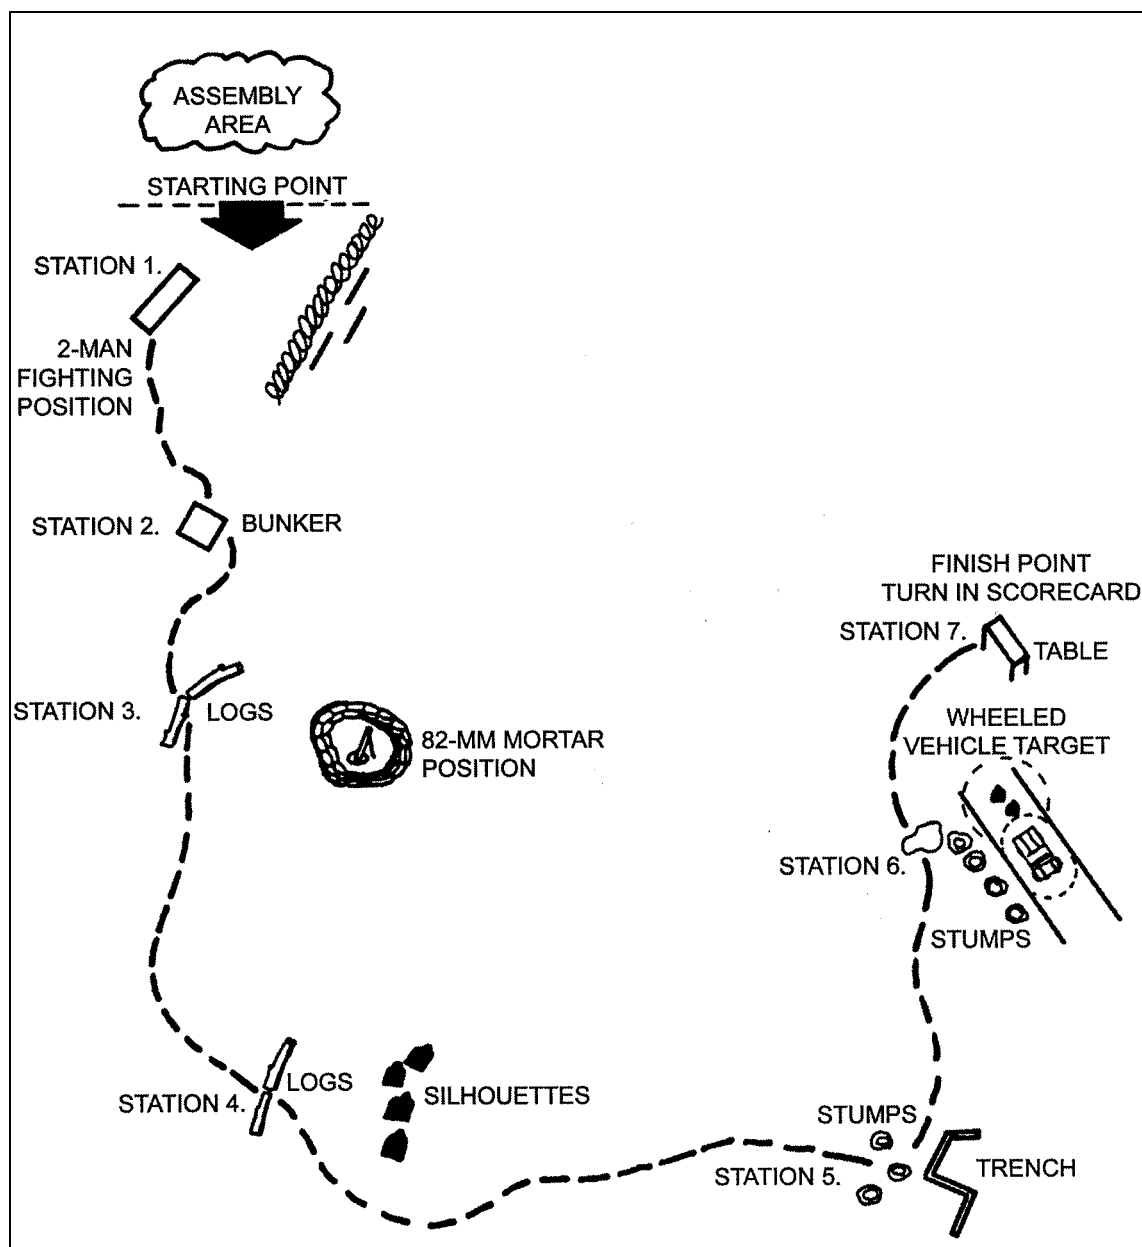 ASSEMBLY
AREA
STARTING POINT
STATION 1.
2-MAN
FIGHTING
POSITION
STATION 2.
BUNKER
STATION 3.
LOGS
82-MM MORTAR
POSITION
STATION 4.
LOGS
SILHOUETTES
STATION 5.
STUMPS
TRENCH
STATION 6.
STUMPS
WHEELED
VEHICLE TARGET
FINISH POINT
TURN IN SCORECARD
STATION 7.
TABLE